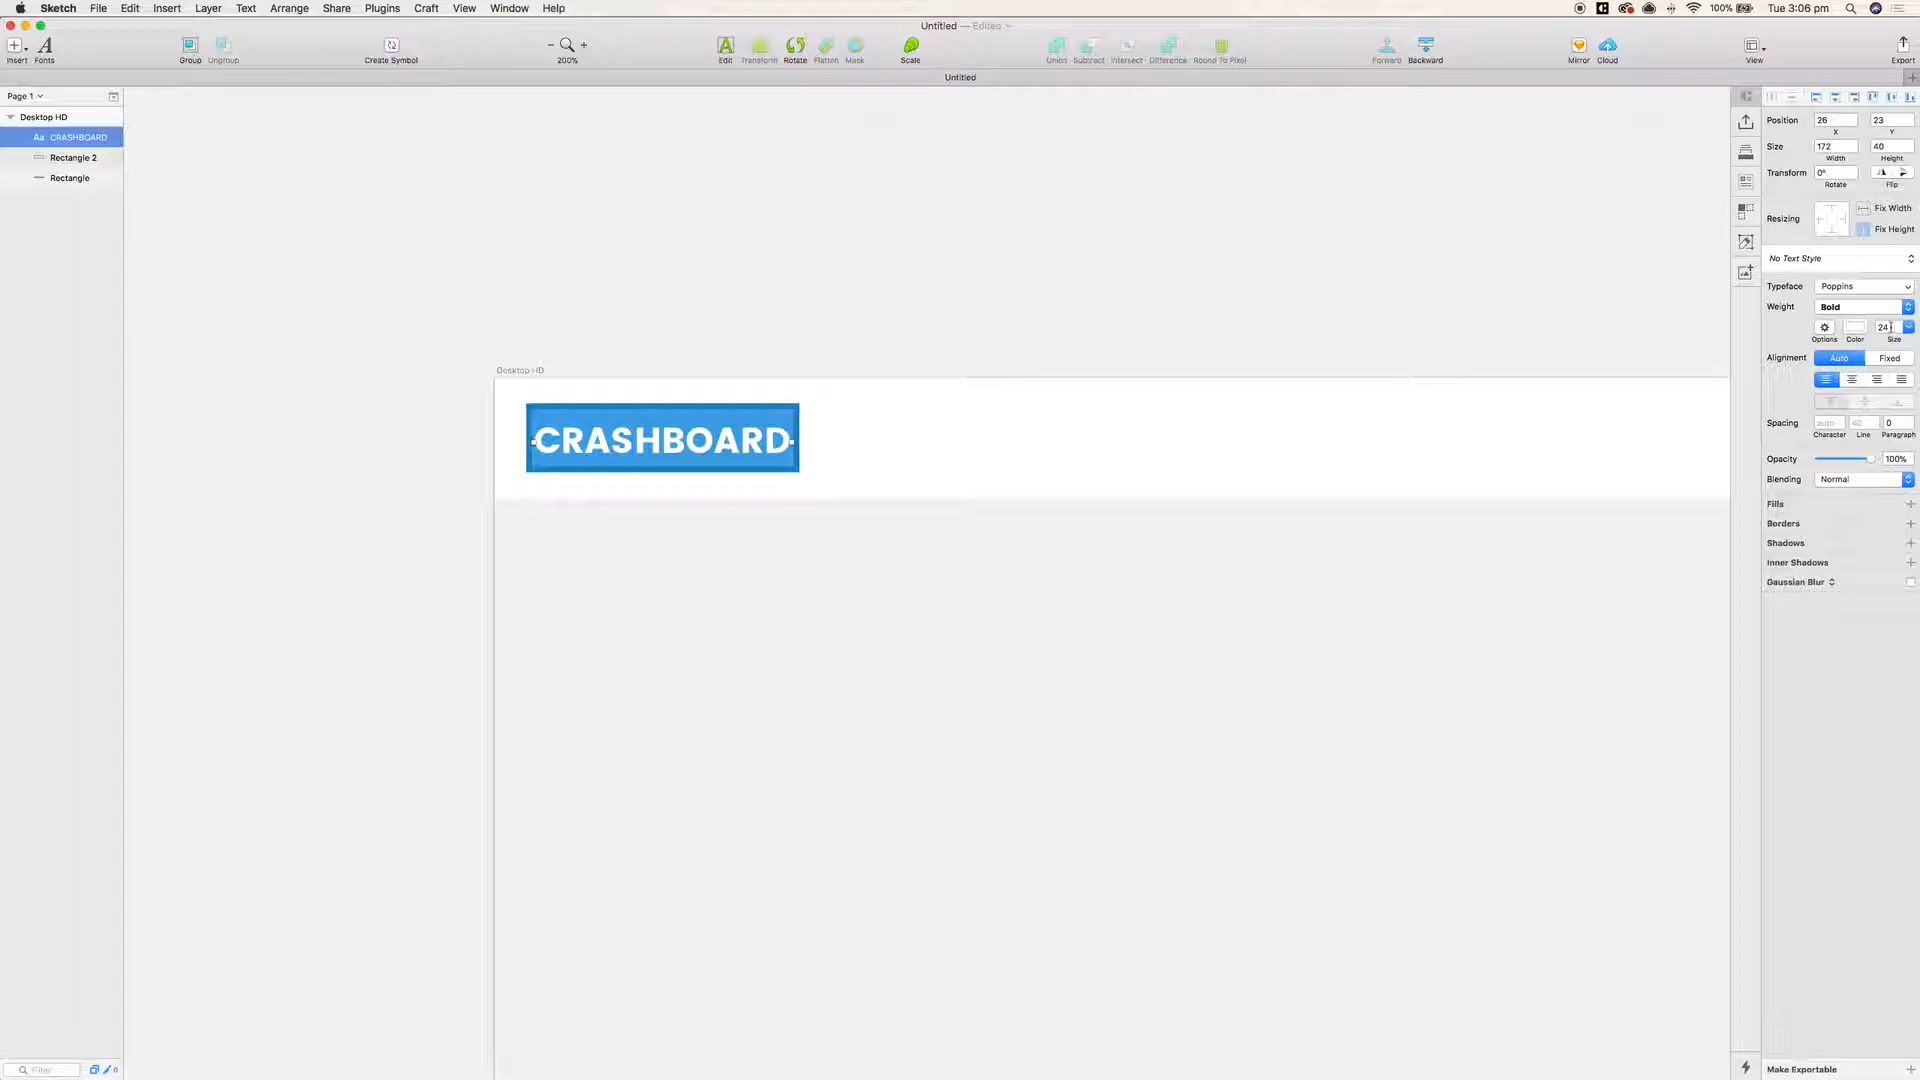 Sketch File Edit Insert Layer Text Arrange Share Plugins Craft View Window Help 100% Tue 3:06 pm
Untitled — Edited
Insert Fonts Group Ungroup Create Symbol 200% Edit Transform Rotate Flatten Mask Scale Union Subtract Intersect Difference Round To Pixel Forward Backward Mirror Cloud View Export
Untitled
Page 1
Desktop HD
Aa CRASHBOARD
Rectangle 2
Rectangle
Desktop HD
CRASHBOARD
Position 26 23
X Y
Size 172 40
Width Height
Transform 0°
Rotate Flip
Resizing Fix Width
Fix Height
No Text Style
Typeface Poppins
Weight Bold
24
Options Color Size
Alignment Auto Fixed
Spacing auto 40 0
Character Line Paragraph
Opacity 100%
Blending Normal
Fills
Borders
Shadows
Inner Shadows
Gaussian Blur
Filter 0
Make Exportable